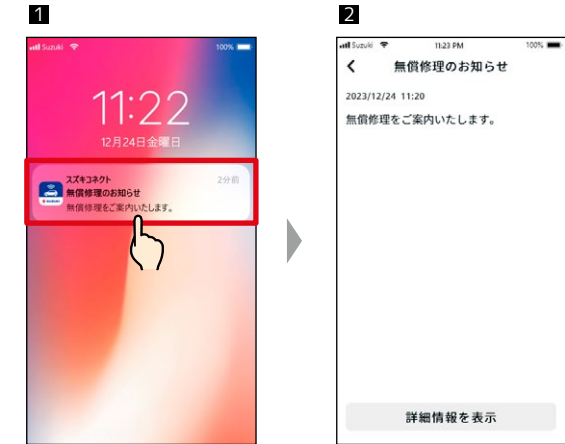 1
Suzuki 100%
11:22
12月24日金曜日
スズキコネクト 2分前
無償修理のお知らせ
無償修理をご案内いたします。
SUZUKI
2
Suzuki 11:23 PM 100%
無償修理のお知らせ
2023/12/24 11:20
無償修理をご案内いたします。
詳細情報を表示